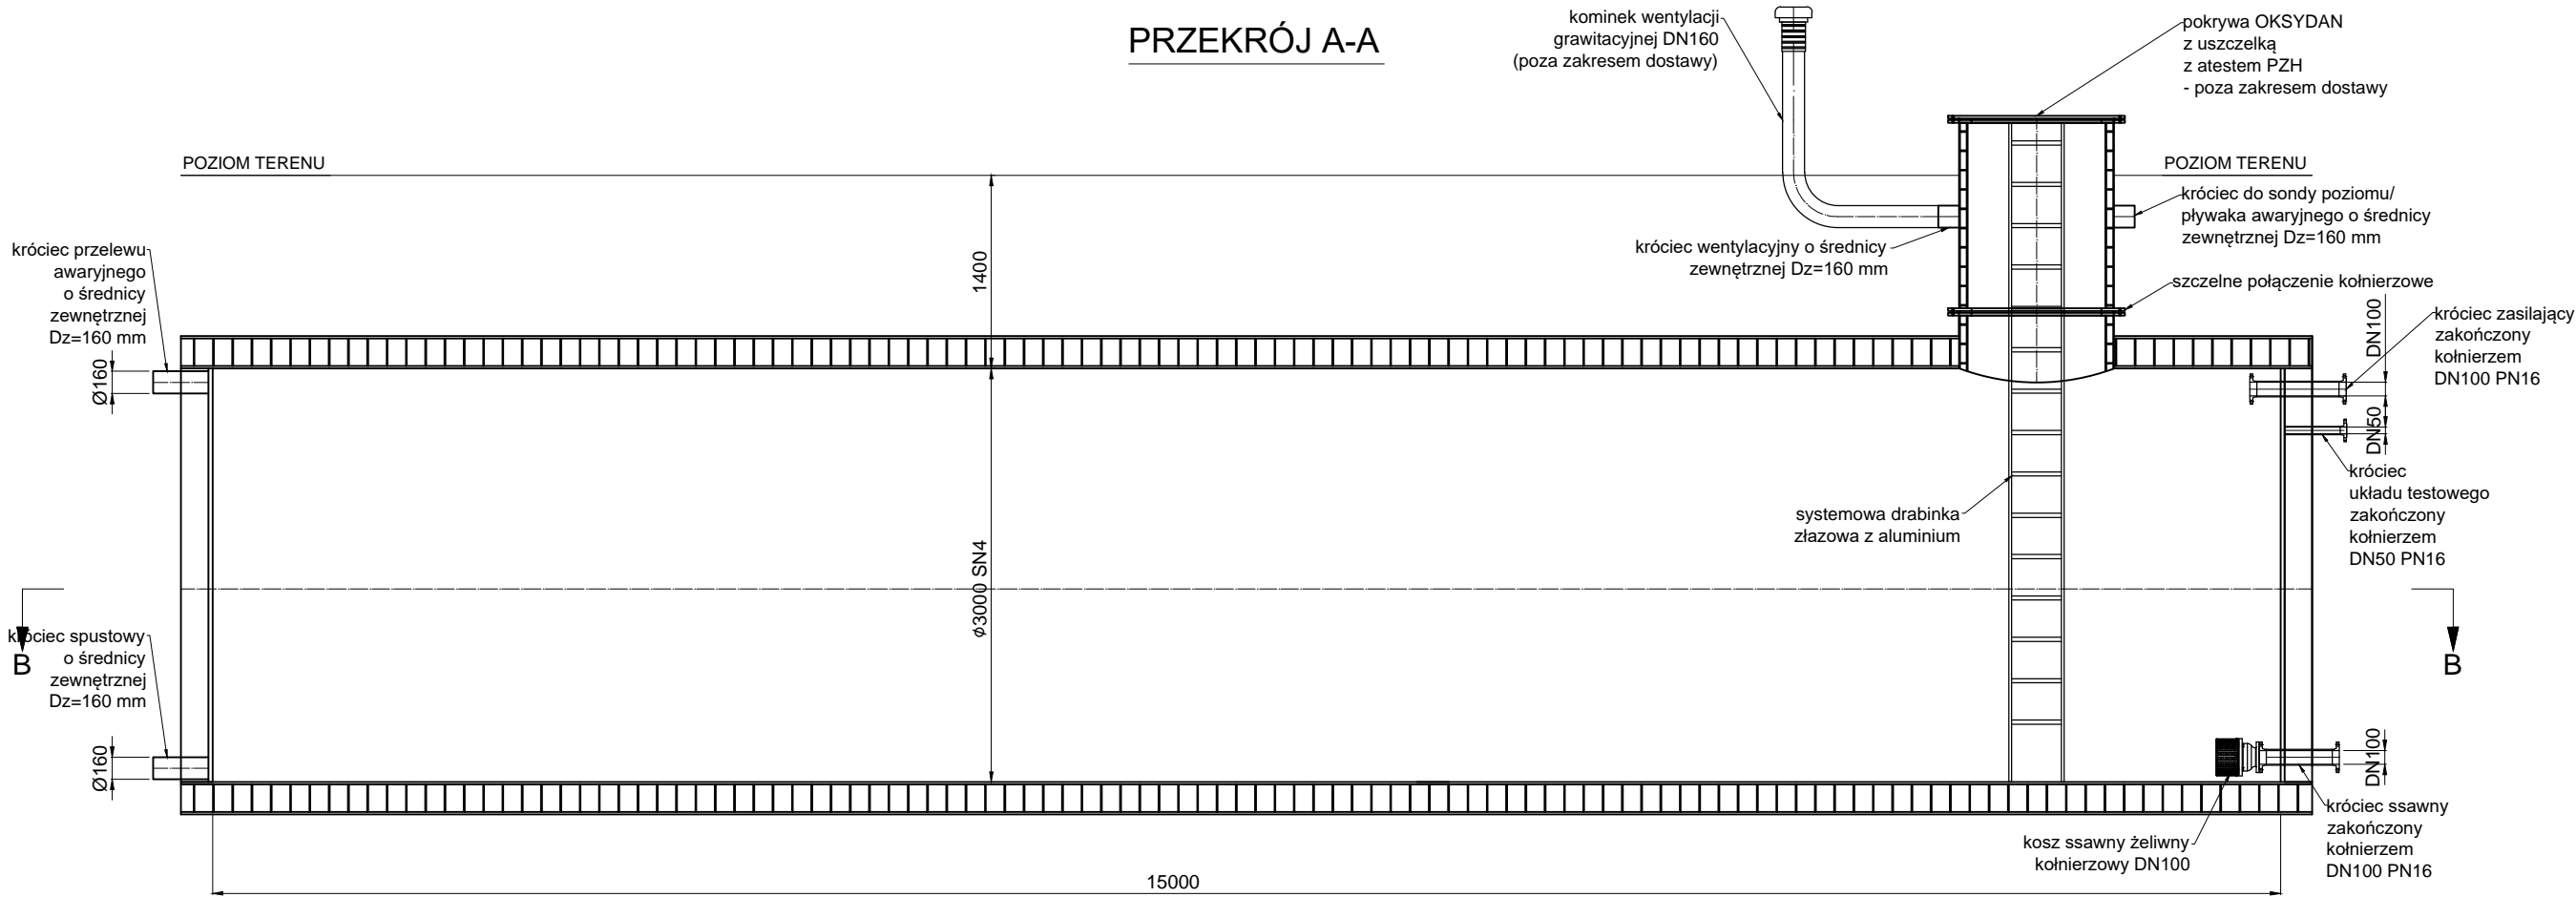 PRZEKRÓJ A-A
kominek wentylacji
grawitacyjnej DN160
(poza zakresem dostawy)
pokrywa OKSYDAN
z uszczelką
z atestem PZH
- poza zakresem dostawy
POZIOM TERENU
POZIOM TERENU
króciec do sondy poziomu/
pływaka awaryjnego o średnicy
zewnętrznej Dz=160 mm
króciec wentylacyjny o średnicy
zewnętrznej Dz=160 mm
króciec przelewu
awaryjnego
o średnicy
zewnętrznej
Dz=160 mm
1400
szczelne połączenie kołnierzowe
DN100
króciec zasilający
zakończony
kołnierzem
DN100 PN16
Ø160
DN50
króciec
układu testowego
zakończony
kołnierzem
DN50 PN16
systemowa drabinka
złazowa z aluminium
ϕ3000 SN4
króciec spustowy
o średnicy
zewnętrznej
Dz=160 mm
B
B
Ø160
DN100
króciec ssawny
zakończony
kołnierzem
DN100 PN16
kosz ssawny żeliwny
kołnierzowy DN100
15000